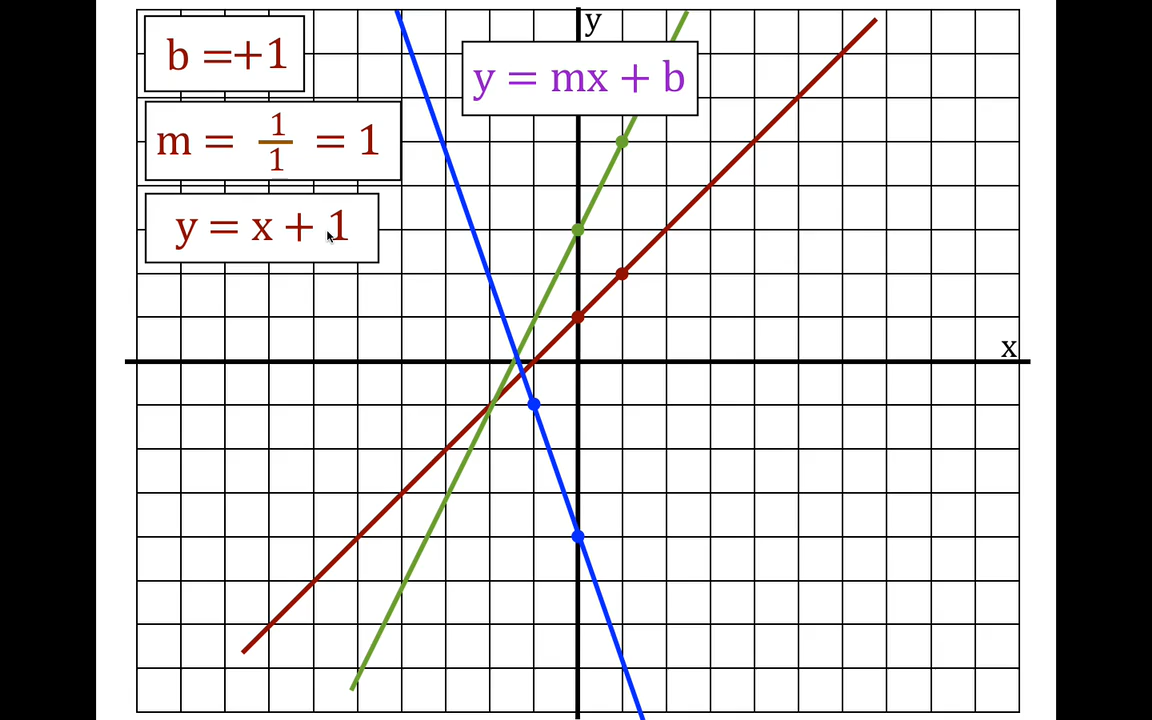 b =+1
y
y = mx + b
m = 1/1 = 1
y = x + 1
x